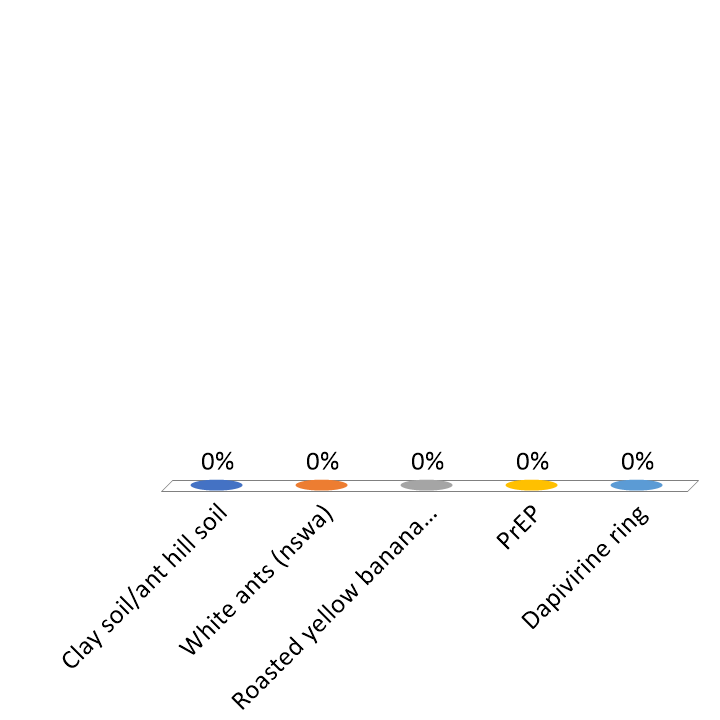 0%
0%
0%
0%
0%
Clay soil/ant hill soil
White ants (nswa)
Roasted yellow banana...
PrEP
Dapivirine ring